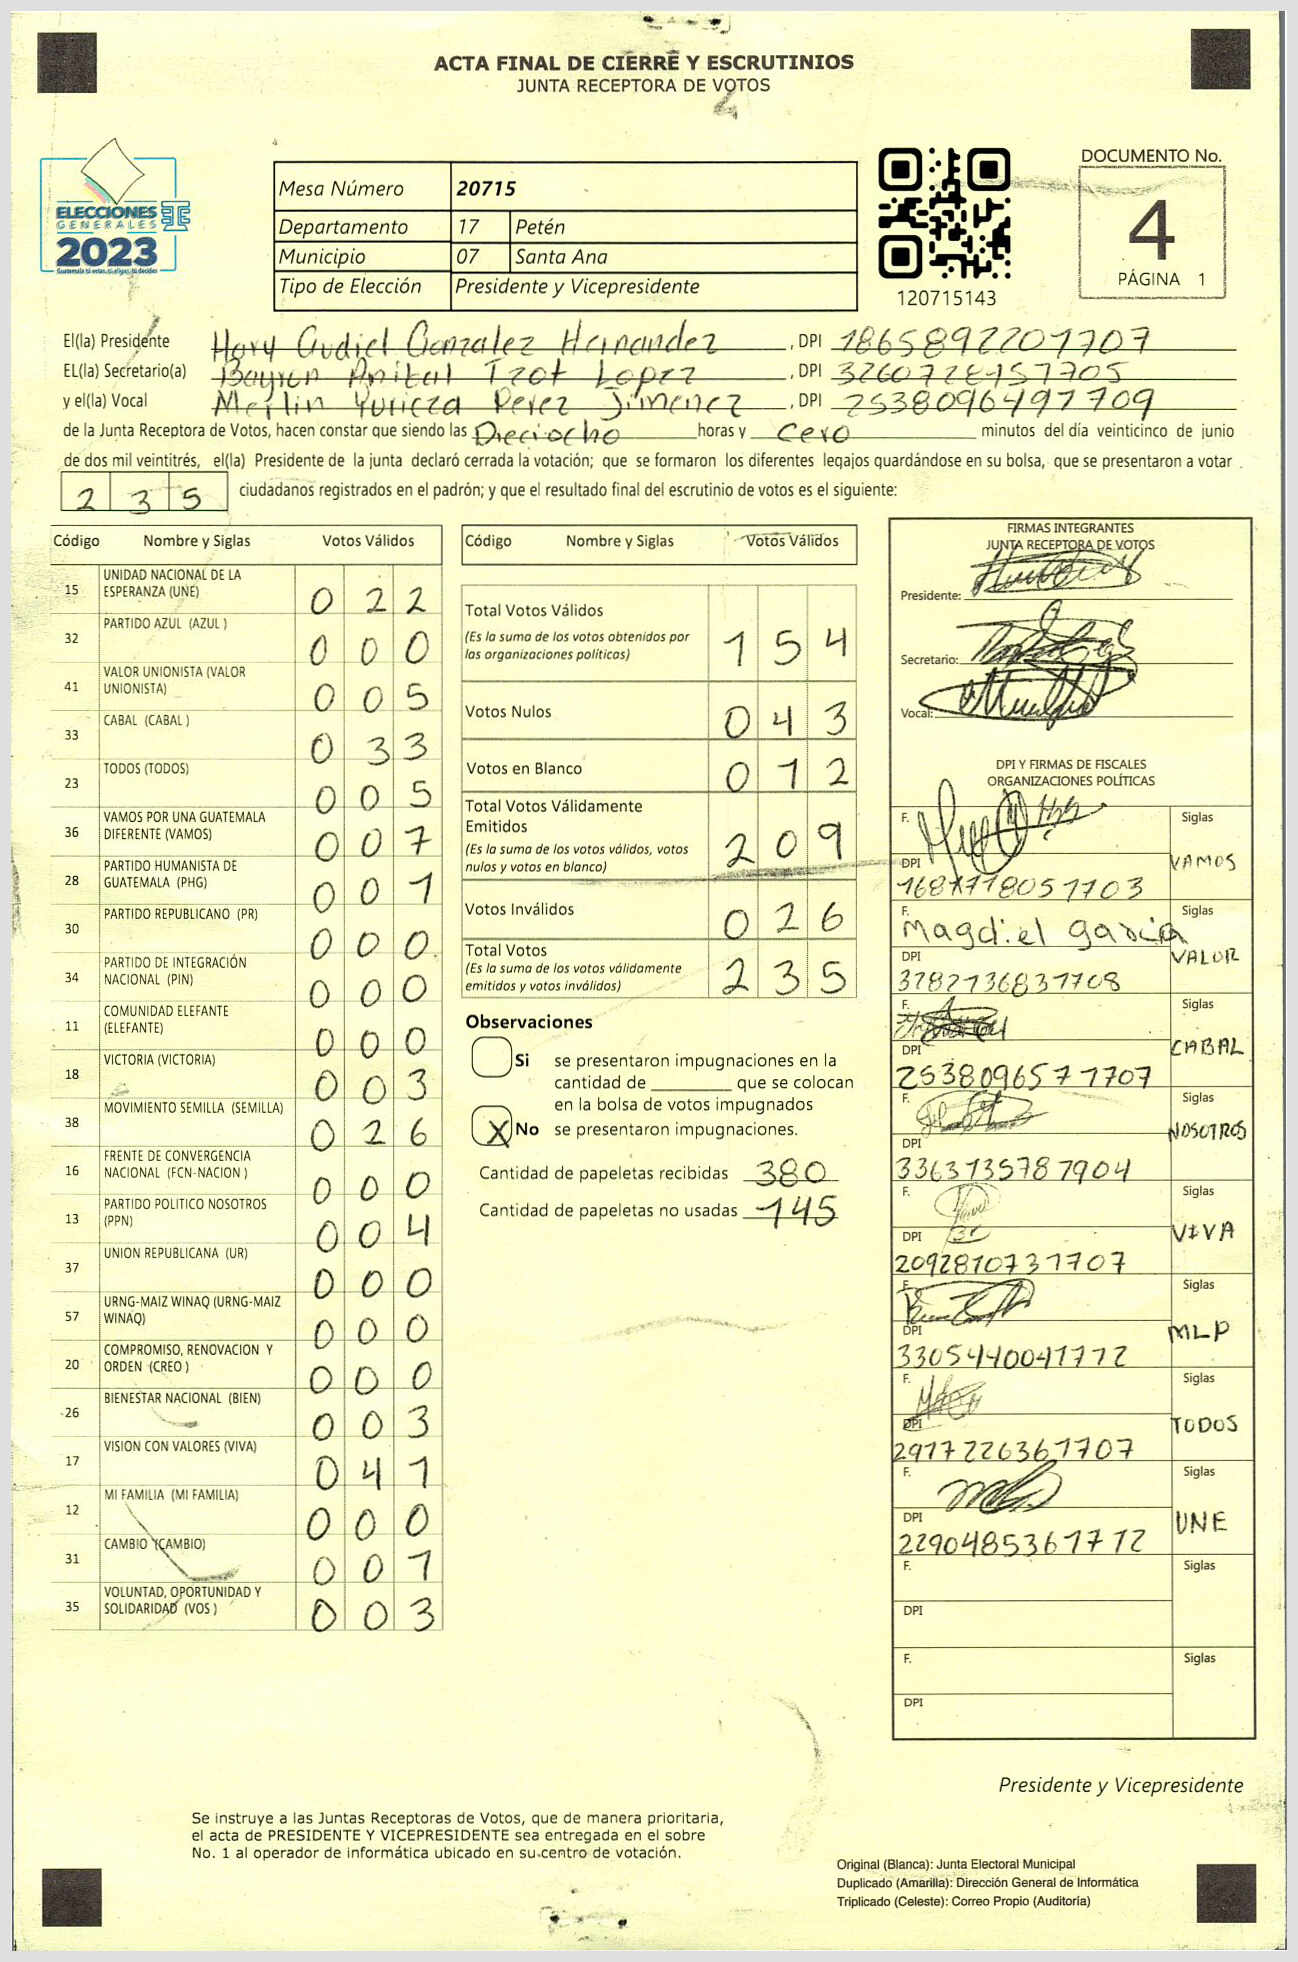 ACTA FINAL DE CIERRE Y ESCRUTINIOS
JUNTA RECEPTORA DE VOTOS
ELECCIONES
GENERALES
2023
Guatemala tú votas, tú eliges, tú decides
Mesa Número 20715
Departamento 17 Petén
Municipio 07 Santa Ana
Tipo de Elección Presidente y Vicepresidente
120715143
DOCUMENTO No.
4
PÁGINA 1
El(la) Presidente Hary Gudiel Gonzalez Hernandez , DPI 1865892201707
EL(la) Secretario(a) Bayron Anibal Tzot Lopez , DPI 3260728157705
y el(la) Vocal Merlin Yurieza Perez Jimenez , DPI 2538096491709
de la Junta Receptora de Votos, hacen constar que siendo las Dieciocho horas y Cero minutos del día veinticinco de junio
de dos mil veintitrés, el(la) Presidente de la junta declaró cerrada la votación; que se formaron los diferentes legajos guardándose en su bolsa, que se presentaron a votar
2 3 5 ciudadanos registrados en el padrón; y que el resultado final del escrutinio de votos es el siguiente:
Código Nombre y Siglas Votos Válidos
15 UNIDAD NACIONAL DE LA
ESPERANZA (UNE) 0 2 2
32 PARTIDO AZUL (AZUL ) 0 0 0
41 VALOR UNIONISTA (VALOR
UNIONISTA) 0 0 5
33 CABAL (CABAL ) 0 3 3
23 TODOS (TODOS) 0 0 5
36 VAMOS POR UNA GUATEMALA
DIFERENTE (VAMOS) 0 0 7
28 PARTIDO HUMANISTA DE
GUATEMALA (PHG) 0 0 1
30 PARTIDO REPUBLICANO (PR) 0 0 0
34 PARTIDO DE INTEGRACIÓN
NACIONAL (PIN) 0 0 0
11 COMUNIDAD ELEFANTE
(ELEFANTE) 0 0 0
18 VICTORIA (VICTORIA) 0 0 3
38 MOVIMIENTO SEMILLA (SEMILLA) 0 2 6
16 FRENTE DE CONVERGENCIA
NACIONAL (FCN-NACION ) 0 0 0
13 PARTIDO POLITICO NOSOTROS
(PPN) 0 0 4
37 UNION REPUBLICANA (UR) 0 0 0
57 URNG-MAIZ WINAQ (URNG-MAIZ
WINAQ) 0 0 0
20 COMPROMISO, RENOVACION Y
ORDEN (CREO ) 0 0 0
26 BIENESTAR NACIONAL (BIEN) 0 0 3
17 VISION CON VALORES (VIVA) 0 4 1
12 MI FAMILIA (MI FAMILIA) 0 0 0
31 CAMBIO (CAMBIO) 0 0 1
35 VOLUNTAD, OPORTUNIDAD Y
SOLIDARIDAD (VOS ) 0 0 3
Código Nombre y Siglas Votos Válidos
Total Votos Válidos
(Es la suma de los votos obtenidos por
las organizaciones políticas) 1 5 4
Votos Nulos 0 4 3
Votos en Blanco 0 1 2
Total Votos Válidamente
Emitidos
(Es la suma de los votos válidos, votos
nulos y votos en blanco) 2 0 9
Votos Inválidos 0 2 6
Total Votos
(Es la suma de los votos válidamente
emitidos y votos inválidos) 2 3 5
Observaciones
Si se presentaron impugnaciones en la
cantidad de ________ que se colocan
en la bolsa de votos impugnados
X No se presentaron impugnaciones.
Cantidad de papeletas recibidas 380
Cantidad de papeletas no usadas 145
FIRMAS INTEGRANTES
JUNTA RECEPTORA DE VOTOS
Presidente:
Secretario:
Vocal:
DPI Y FIRMAS DE FISCALES
ORGANIZACIONES POLÍTICAS
F. Siglas
VAMOS
DPI
1687778051703
F. Magdiel Garcia Siglas
VALOR
DPI
3782736831708
F. Siglas
CABAL
DPI
2538096571707
F. Siglas
NOSOTROS
DPI
3363735781904
F. Siglas
VIVA
DPI
2092810731707
F. Siglas
MLP
DPI
3305440041772
F. Siglas
TODOS
DPI
2917226361707
F. Siglas
UNE
DPI
2290485361712
F. Siglas
DPI
F. Siglas
DPI
Presidente y Vicepresidente
Se instruye a las Juntas Receptoras de Votos, que de manera prioritaria,
el acta de PRESIDENTE Y VICEPRESIDENTE sea entregada en el sobre
No. 1 al operador de informática ubicado en su centro de votación.
Original (Blanca): Junta Electoral Municipal
Duplicado (Amarilla): Dirección General de Informática
Triplicado (Celeste): Correo Propio (Auditoría)